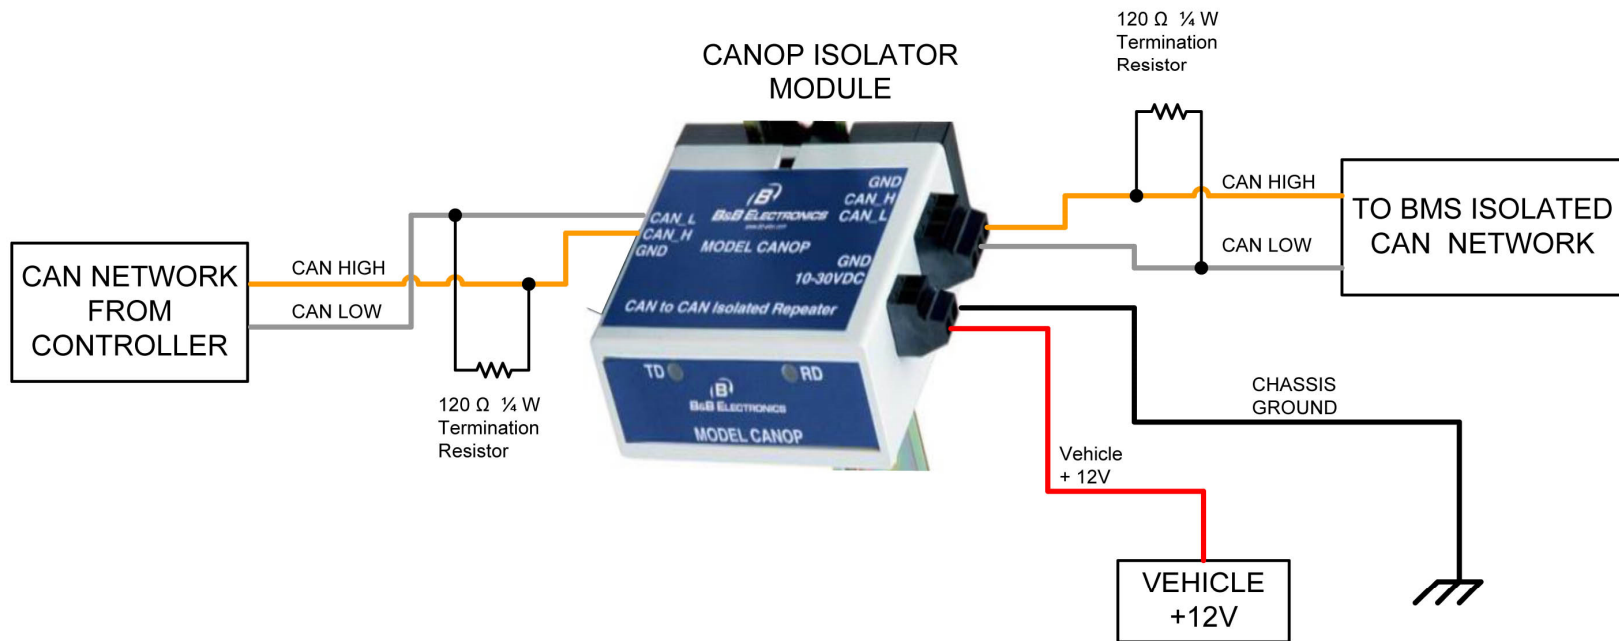 120 Ω ¼ W
Termination
Resistor
CANOP ISOLATOR
MODULE
GND
CAN_H
CAN_L
B
B&B ELECTRONICS
MODEL CANOP
CAN_L
CAN_H
GND
GND
10-30VDC
CAN to CAN Isolated Repeater
TD
RD
B
B&B ELECTRONICS
MODEL CANOP
CAN NETWORK
FROM
CONTROLLER
CAN HIGH
CAN LOW
120 Ω ¼ W
Termination
Resistor
CAN HIGH
CAN LOW
TO BMS ISOLATED
CAN NETWORK
CHASSIS
GROUND
Vehicle
+ 12V
VEHICLE
+12V